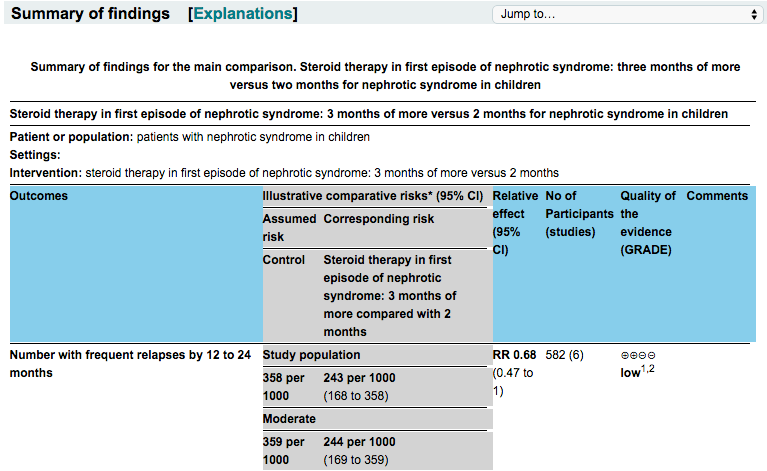 Summary of findings [Explanations]
Jump to...
Summary of findings for the main comparison. Steroid therapy in first episode of nephrotic syndrome: three months of more
versus two months for nephrotic syndrome in children
Steroid therapy in first episode of nephrotic syndrome: 3 months of more versus 2 months for nephrotic syndrome in children
Patient or population: patients with nephrotic syndrome in children
Settings:
Intervention: steroid therapy in first episode of nephrotic syndrome: 3 months of more versus 2 months
Outcomes
Illustrative comparative risks* (95% CI)
Assumed
risk
Corresponding risk
Control
Steroid therapy in first
episode of nephrotic
syndrome: 3 months of
more compared with 2
months
Relative
effect
(95%
CI)
No of
Participants
(studies)
Quality of
the
evidence
(GRADE)
Comments
Number with frequent relapses by 12 to 24
months
Study population
358 per
1000
243 per 1000
(168 to 358)
Moderate
359 per
1000
244 per 1000
(169 to 359)
RR 0.68
(0.47 to
1)
582 (6)
⊝⊝⊝⊝
low1,2